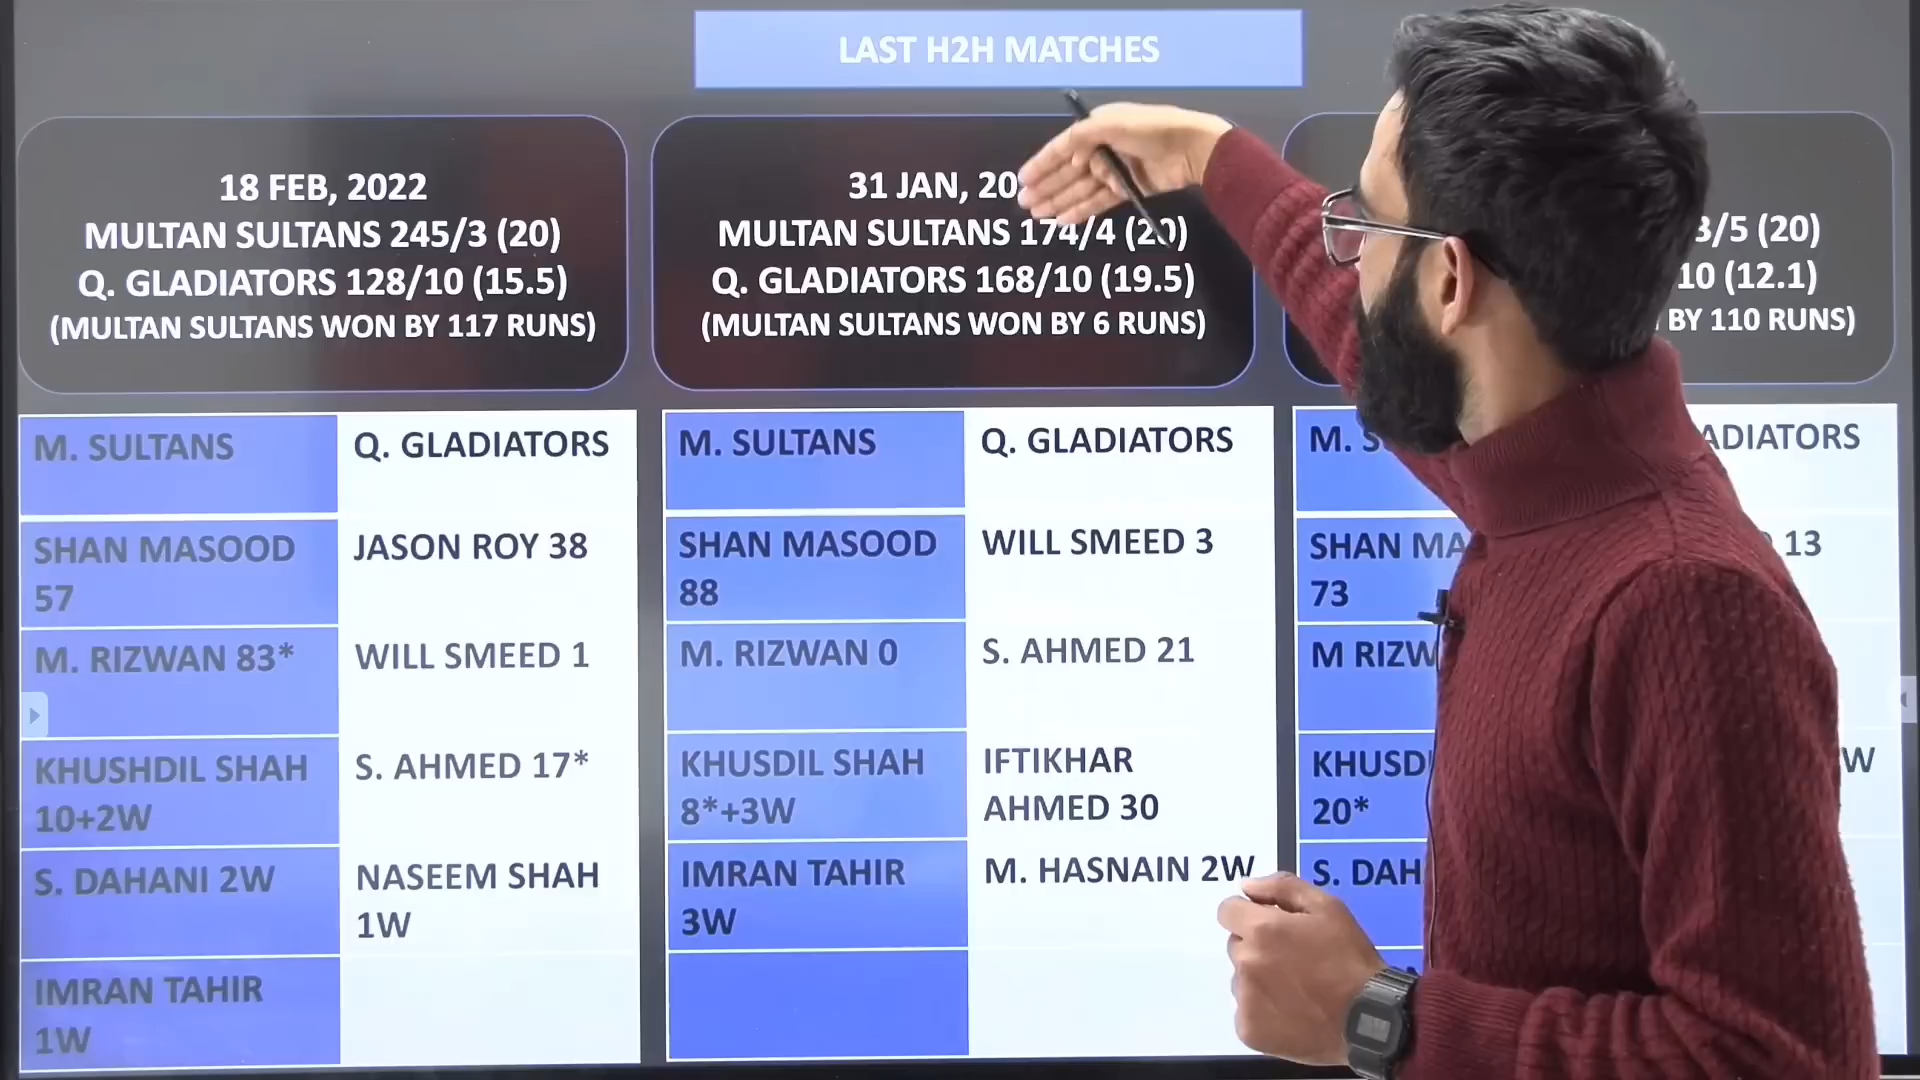 LAST H2H MATCHES
18 FEB, 2022
MULTAN SULTANS 245/3 (20)
Q. GLADIATORS 128/10 (15.5)
(MULTAN SULTANS WON BY 117 RUNS)
M. SULTANS
Q. GLADIATORS
SHAN MASOOD
57
JASON ROY 38
M. RIZWAN 83*
WILL SMEED 1
KHUSHDIL SHAH
10+2W
S. AHMED 17*
S. DAHANI 2W
NASEEM SHAH
1W
IMRAN TAHIR
1W
31 JAN, 20
MULTAN SULTANS 174/4 (20)
Q. GLADIATORS 168/10 (19.5)
(MULTAN SULTANS WON BY 6 RUNS)
M. SULTANS
Q. GLADIATORS
SHAN MASOOD
88
WILL SMEED 3
M. RIZWAN 0
S. AHMED 21
KHUSDIL SHAH
8*+3W
IFTIKHAR
AHMED 30
IMRAN TAHIR
3W
M. HASNAIN 2W
3/5 (20)
10 (12.1)
BY 110 RUNS)
M. S
ADIATORS
SHAN MA
73
13
M RIZW
KHUSD
20*
W
S. DAH